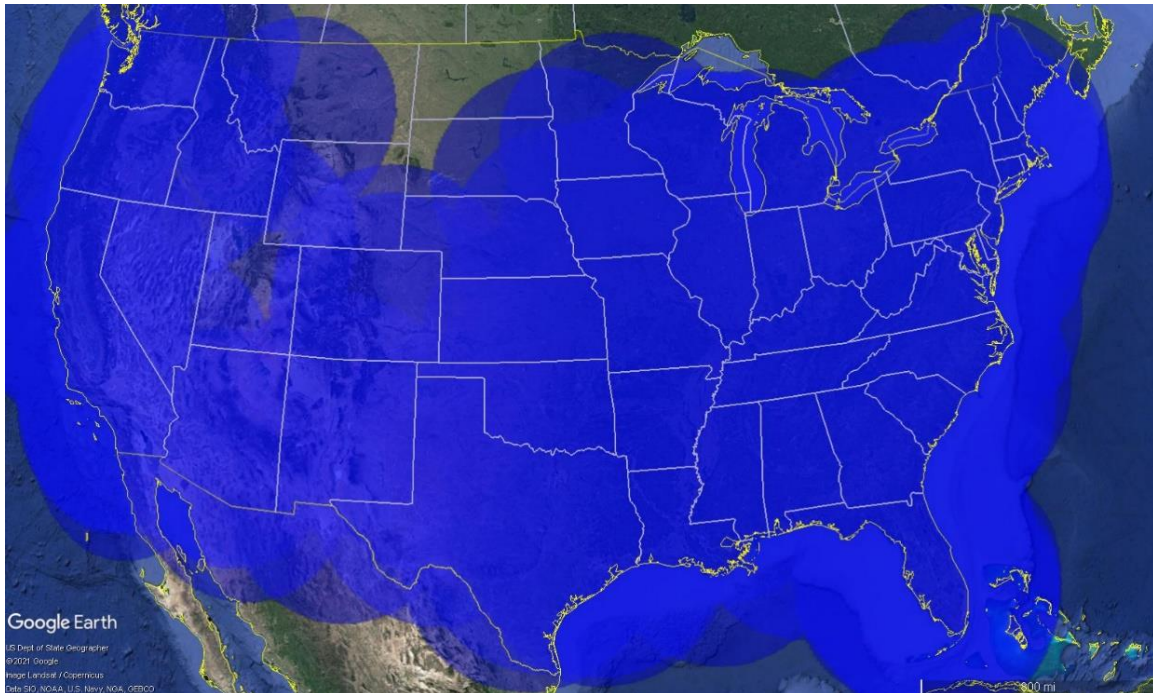 Google Earth
US Dept of State Geographer
©2021 Google
Image Landsat / Copernicus
Data SIO, NOAA, U.S. Navy, NGA, GEBCO
800 mi